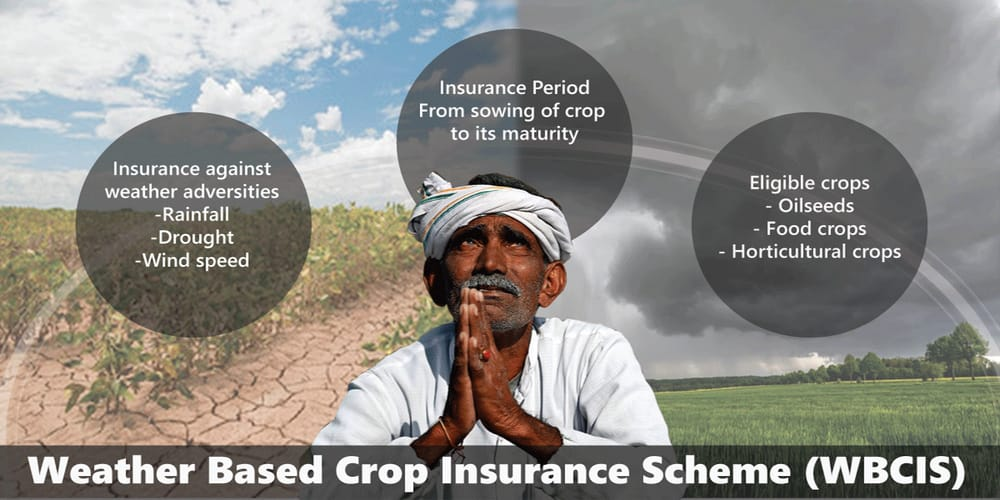 Insurance against
weather adversities
-Rainfall
-Drought
-Wind speed
Insurance Period
From sowing of crop
to its maturity
Eligible crops
- Oilseeds
- Food crops
- Horticultural crops
Weather Based Crop Insurance Scheme (WBCIS)